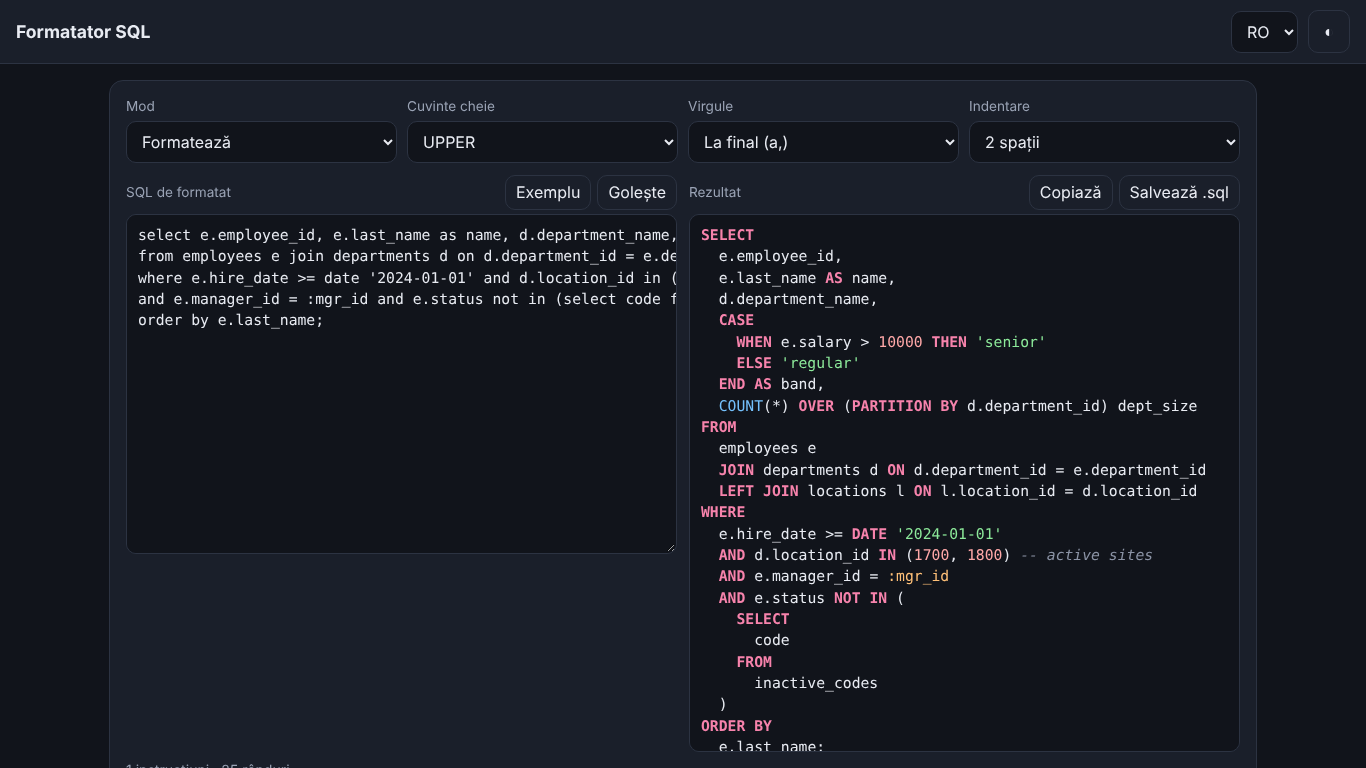 Formatator SQL
RO
Mod
Cuvinte cheie
Virgule
Indentare
Formatează
UPPER
La final (a,)
2 spații
SQL de formatat
Exemplu
Golește
Rezultat
Copiază
Salvează .sql
select e.employee_id, e.last_name as name, d.department_name,
from employees e join departments d on d.department_id = e.de
where e.hire_date >= date '2024-01-01' and d.location_id in (
and e.manager_id = :mgr_id and e.status not in (select code f
order by e.last_name;
SELECT
  e.employee_id,
  e.last_name AS name,
  d.department_name,
  CASE
    WHEN e.salary > 10000 THEN 'senior'
    ELSE 'regular'
  END AS band,
  COUNT(*) OVER (PARTITION BY d.department_id) dept_size
FROM
  employees e
  JOIN departments d ON d.department_id = e.department_id
  LEFT JOIN locations l ON l.location_id = d.location_id
WHERE
  e.hire_date >= DATE '2024-01-01'
  AND d.location_id IN (1700, 1800) -- active sites
  AND e.manager_id = :mgr_id
  AND e.status NOT IN (
    SELECT
      code
    FROM
      inactive_codes
  )
ORDER BY
  e.last_name;